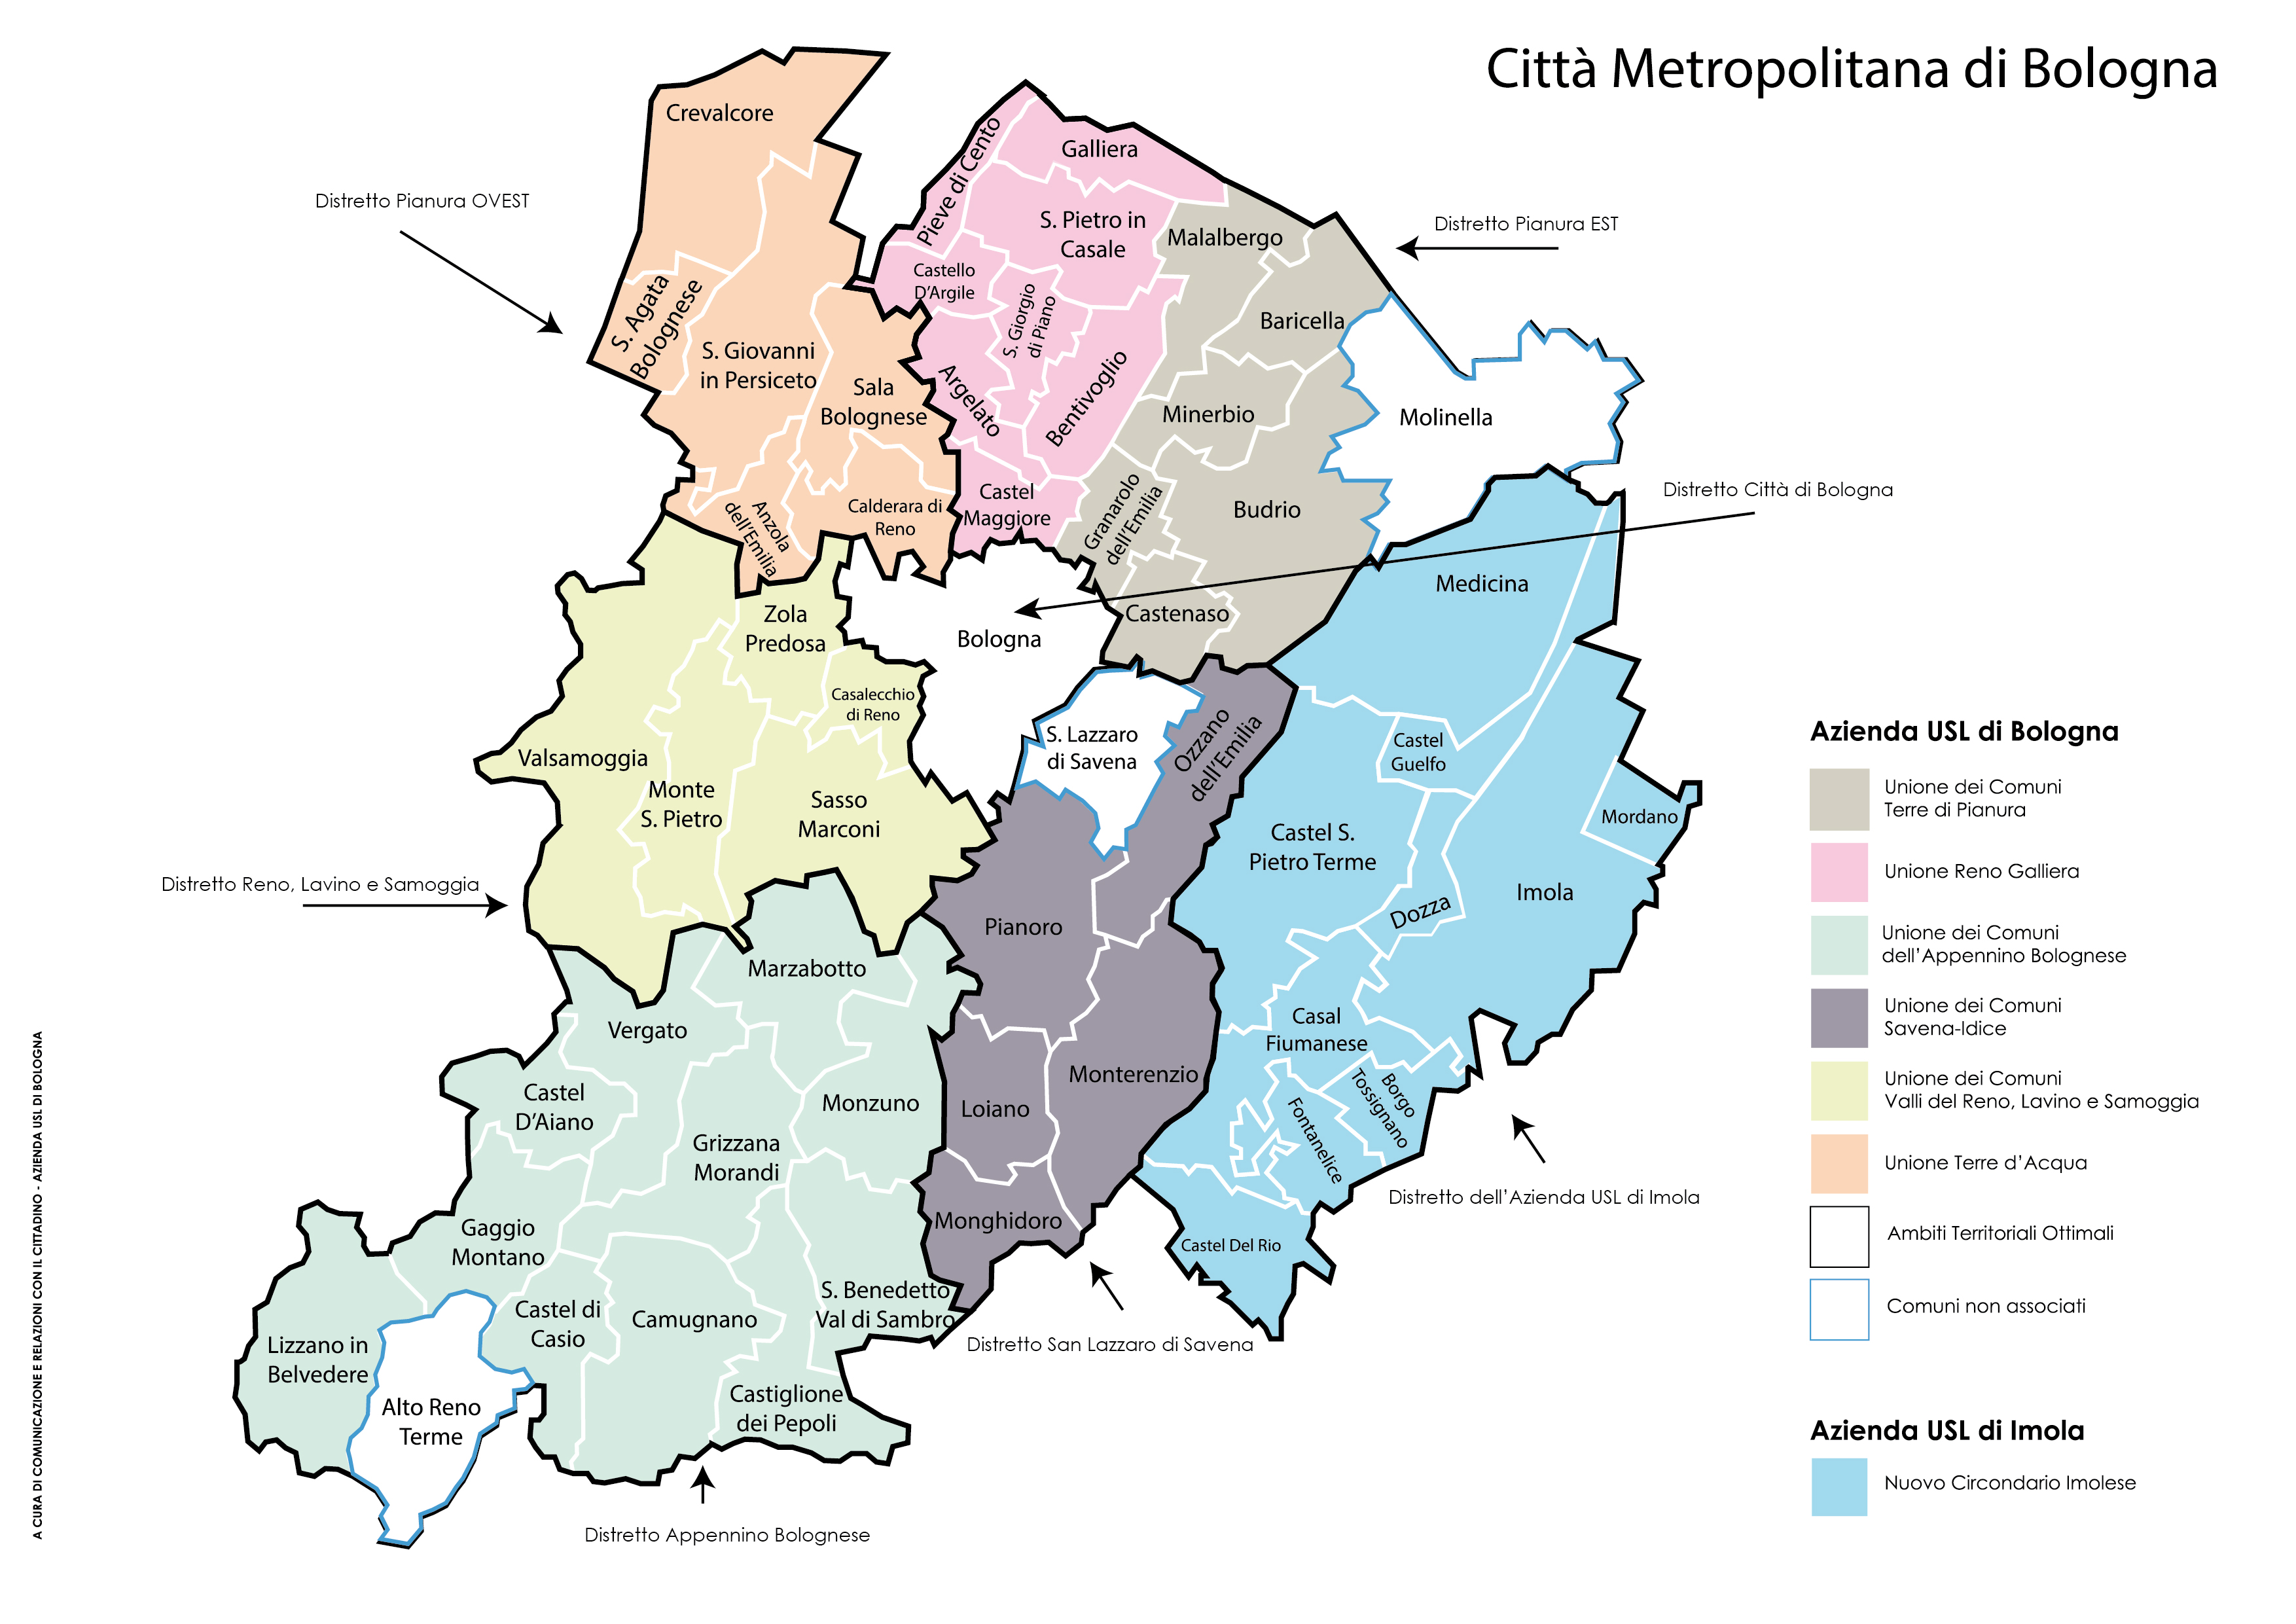 Città Metropolitana di Bologna
Crevalcore
Pieve di Cento
Galliera
Distretto Pianura OVEST
S. Pietro in
Casale
Distretto Pianura EST
Malalbergo
Castello
D'Argile
S. Agata
Bolognese
S. Giorgio
di Piano
Baricella
S. Giovanni
in Persiceto
Sala
Bolognese
Argelato
Bentivoglio
Minerbio
Molinella
Castel
Maggiore
Distretto Città di Bologna
Anzola
dell'Emilia
Calderara di
Reno
Granarolo
dell'Emilia
Budrio
Medicina
Zola
Predosa
Bologna
Castenaso
Casalecchio
di Reno
S. Lazzaro
di Savena
Ozzano
dell'Emilia
Castel
Guelfo
Valsamoggia
Monte
S. Pietro
Sasso
Marconi
Castel S.
Pietro Terme
Mordano
Distretto Reno, Lavino e Samoggia
Pianoro
Dozza
Imola
Marzabotto
Vergato
Casal
Fiumanese
Castel
D'Aiano
Monzuno
Loiano
Monterenzio
Borgo
Tossignano
Fontanelice
Grizzana
Morandi
Distretto dell'Azienda USL di Imola
Gaggio
Montano
Monghidoro
Castel Del Rio
S. Benedetto
Val di Sambro
Castel di
Casio
Camugnano
Distretto San Lazzaro di Savena
Lizzano in
Belvedere
Alto Reno
Terme
Castiglione
dei Pepoli
Distretto Appennino Bolognese
Azienda USL di Bologna
Unione dei Comuni
Terre di Pianura
Unione Reno Galliera
Unione dei Comuni
dell'Appennino Bolognese
Unione dei Comuni
Savena-Idice
Unione dei Comuni
Valli del Reno, Lavino e Samoggia
Unione Terre d'Acqua
Ambiti Territoriali Ottimali
Comuni non associati
Azienda USL di Imola
Nuovo Circondario Imolese
A CURA DI COMUNICAZIONE E RELAZIONI CON IL CITTADINO - AZIENDA USL DI BOLOGNA